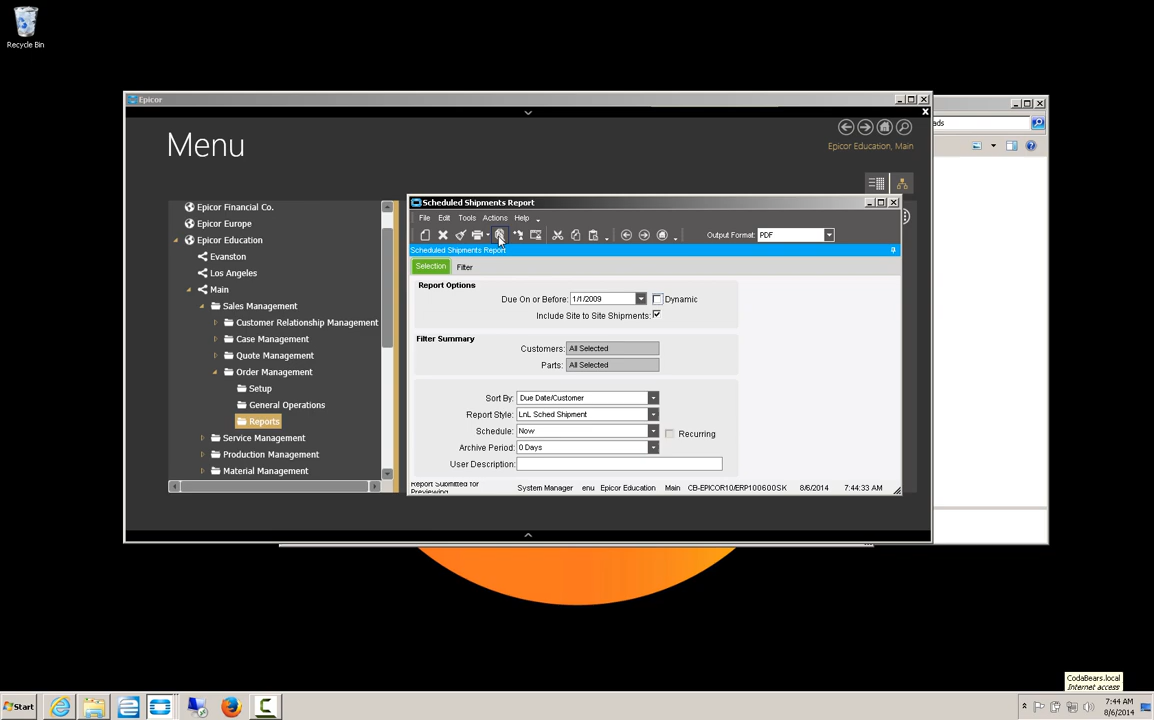 Recycle Bin
Epicor
Menu
Epicor Education, Main
ads
Epicor Financial Co.
Epicor Europe
Epicor Education
Evanston
Los Angeles
Main
Sales Management
Customer Relationship Management
Case Management
Quote Management
Order Management
Setup
General Operations
Reports
Service Management
Production Management
Material Management
Scheduled Shipments Report
File Edit Tools Actions Help
Output Format: PDF
Scheduled Shipments Report
Selection Filter
Report Options
Due On or Before: 1/1/2009 Dynamic
Include Site to Site Shipments:
Filter Summary
Customers: All Selected
Parts: All Selected
Sort By: Due Date/Customer
Report Style: LnL Sched Shipment
Schedule: Now Recurring
Archive Period: 0 Days
User Description:
Report Submitted for
Previewing System Manager enu Epicor Education Main CB-EPICOR10/ERP100600SK 8/6/2014 7:44:33 AM
CodaBears.local
Internet access
Start
7:44 AM
8/6/2014